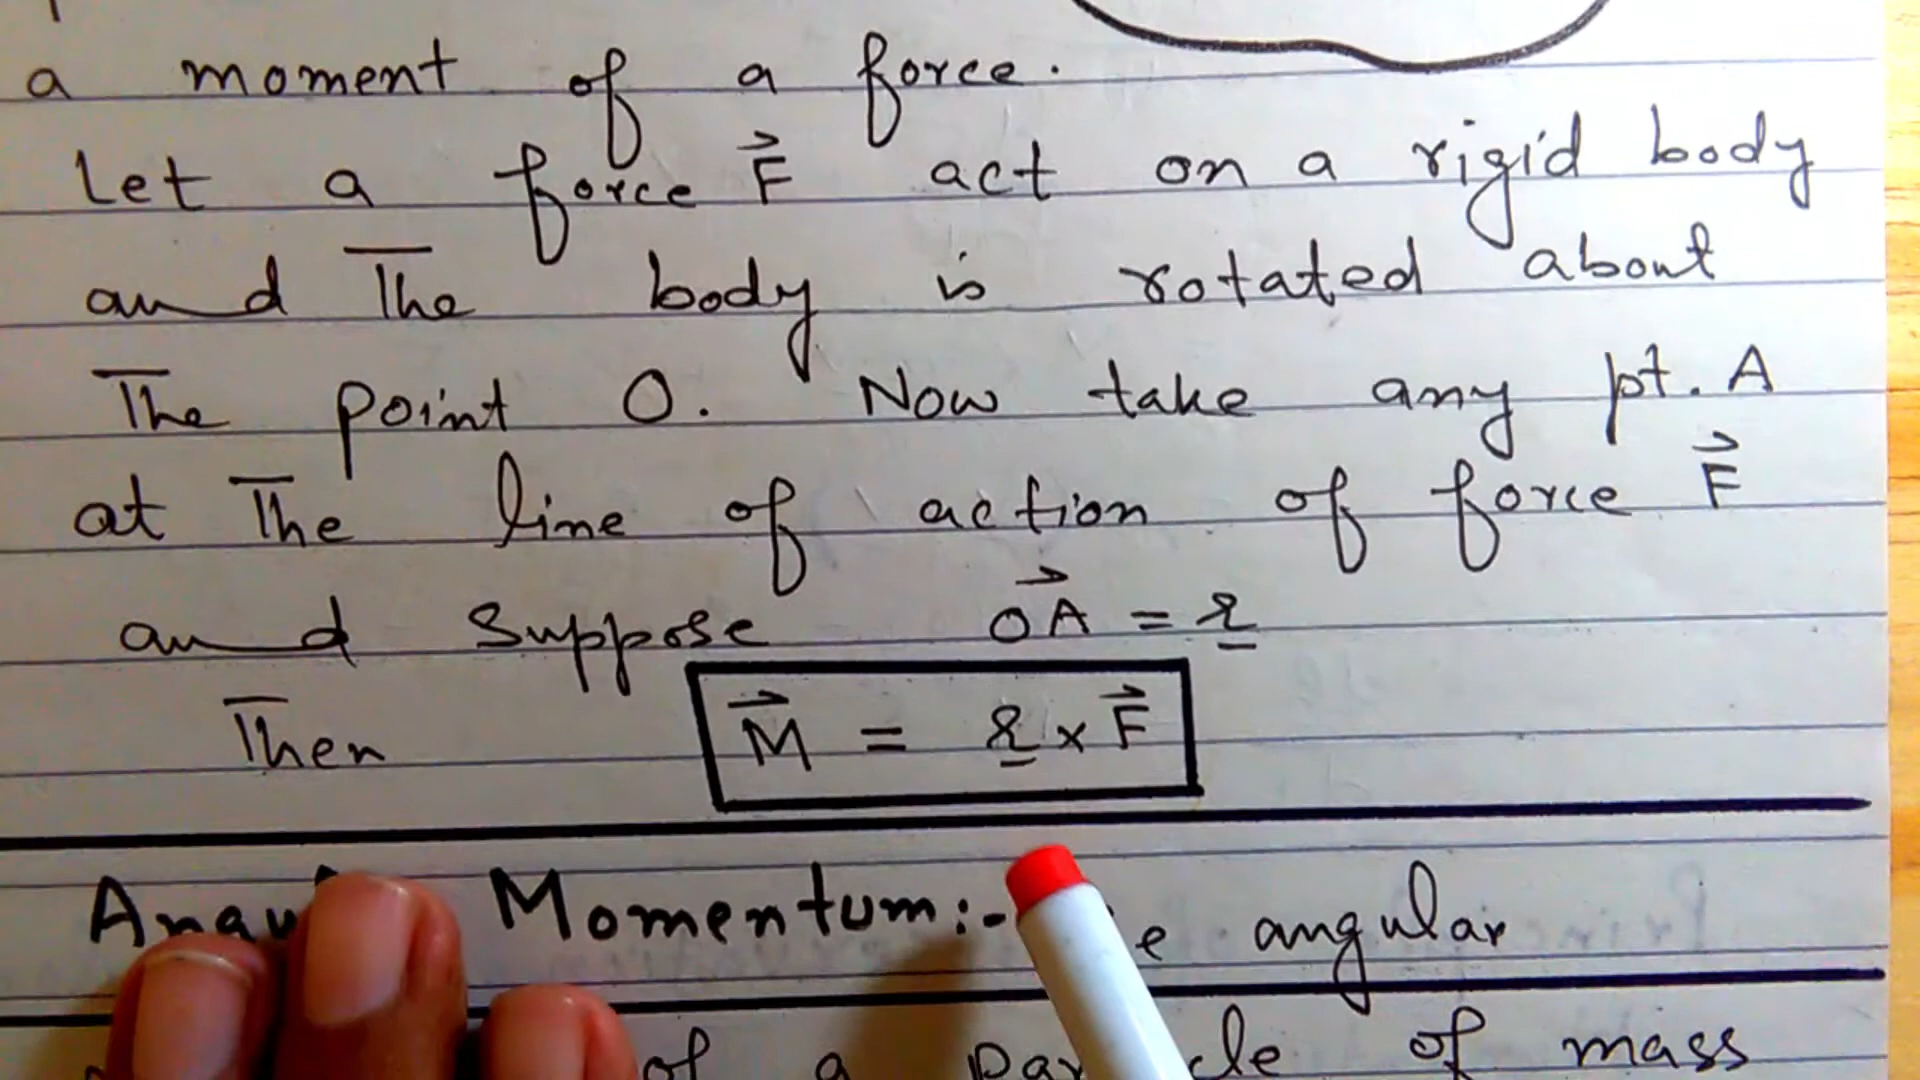 a moment of a force.
Let a force F⃗ act on a rigid body
and The body is rotated about
The point O. Now take any pt. A
at The line of action of force F⃗
and Suppose O⃗A = r̲
Then M⃗ = r̲ × F⃗
Momentum:- angular
of a mass